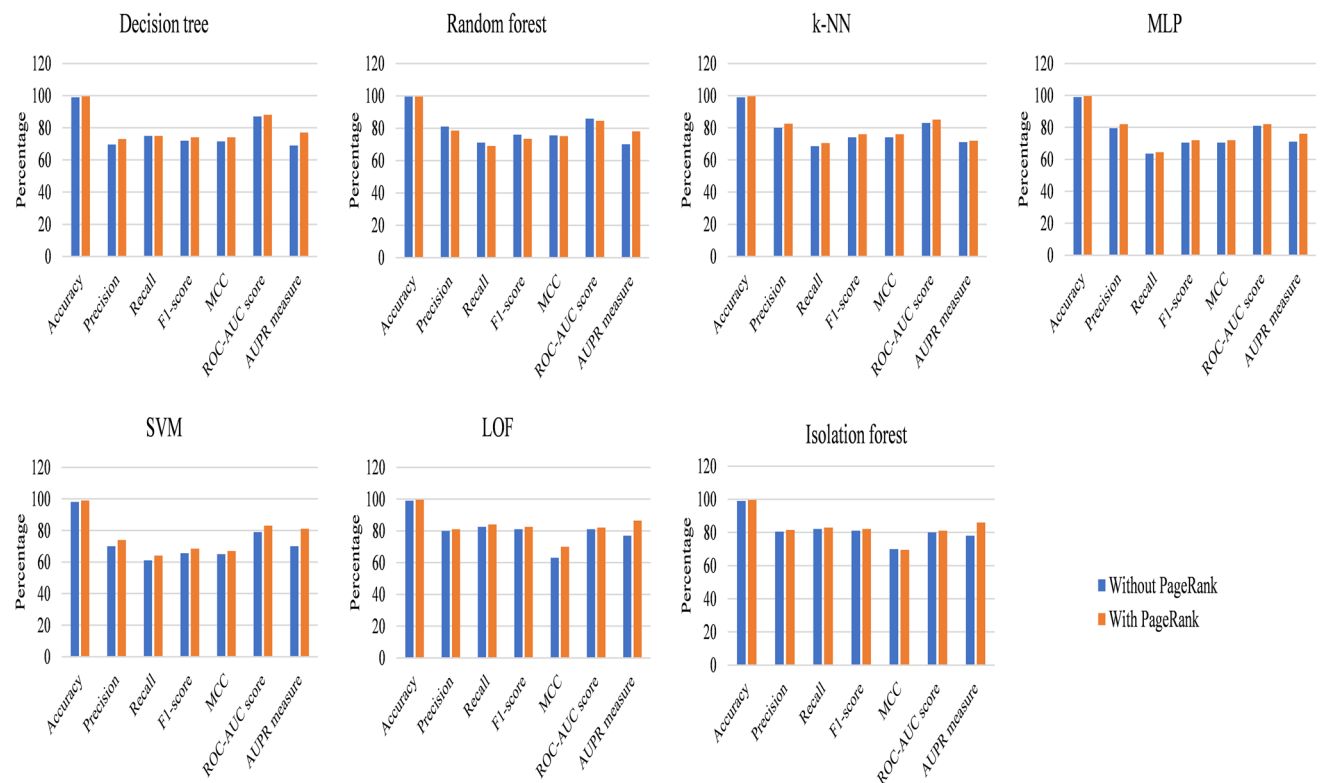 Decision tree
Percentage
120
100
80
60
40
20
0
Accuracy
Precision
Recall
F1-score
MCC
ROC-AUC score
AUPR measure
Random forest
Percentage
120
100
80
60
40
20
0
Accuracy
Precision
Recall
F1-score
MCC
ROC-AUC score
AUPR measure
k-NN
Percentage
120
100
80
60
40
20
0
Accuracy
Precision
Recall
F1-score
MCC
ROC-AUC score
AUPR measure
MLP
Percentage
120
100
80
60
40
20
0
Accuracy
Precision
Recall
F1-score
MCC
ROC-AUC score
AUPR measure
SVM
Percentage
120
100
80
60
40
20
0
Accuracy
Precision
Recall
F1-score
MCC
ROC-AUC score
AUPR measure
LOF
Percentage
120
100
80
60
40
20
0
Accuracy
Precision
Recall
F1-score
MCC
ROC-AUC score
AUPR measure
Isolation forest
Percentage
120
100
80
60
40
20
0
Accuracy
Precision
Recall
F1-score
MCC
ROC-AUC score
AUPR measure
Without PageRank
With PageRank